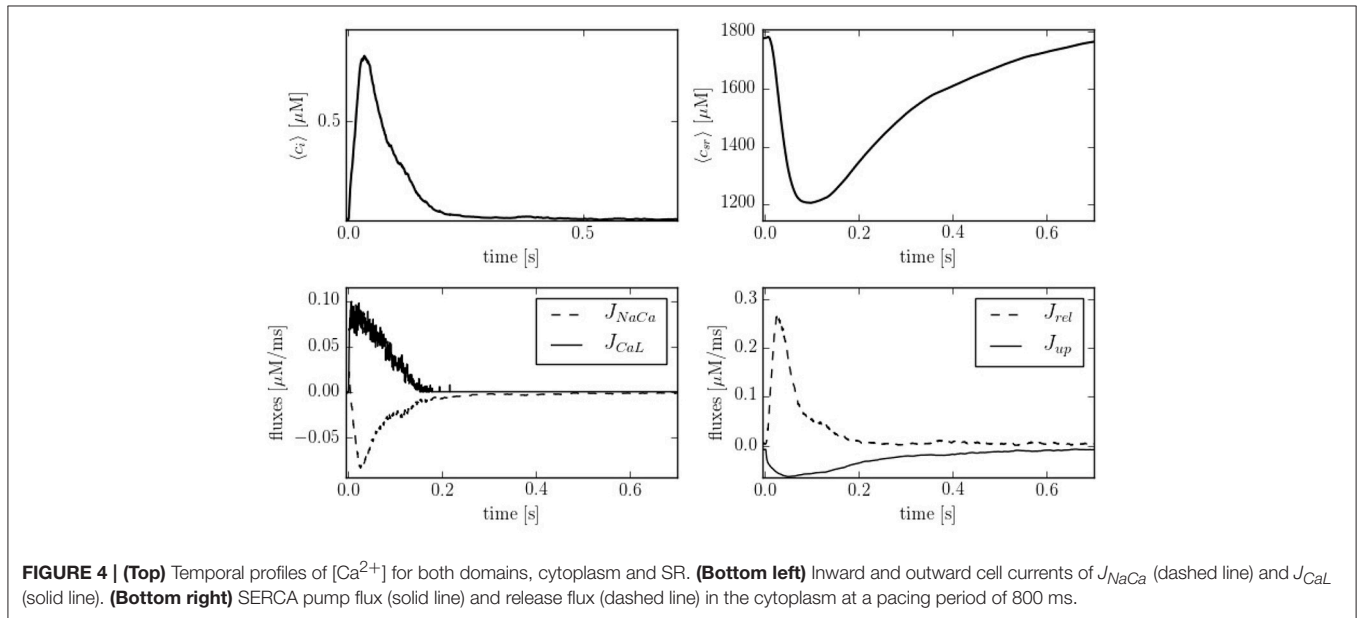 ⟨c_i⟩ [μM]
0.5
0.0
0.5
time [s]
⟨c_sr⟩ [μM]
1800
1600
1400
1200
0.0
0.2
0.4
0.6
time [s]
fluxes [μM/ms]
0.10
0.05
0.00
−0.05
J_NaCa
J_CaL
0.0
0.2
0.4
0.6
time [s]
fluxes [μM/ms]
0.3
0.2
0.1
0.0
J_rel
J_up
0.0
0.2
0.4
0.6
time [s]
FIGURE 4 | (Top) Temporal profiles of [Ca²⁺] for both domains, cytoplasm and SR. (Bottom left) Inward and outward cell currents of J_NaCa (dashed line) and J_CaL
(solid line). (Bottom right) SERCA pump flux (solid line) and release flux (dashed line) in the cytoplasm at a pacing period of 800 ms.